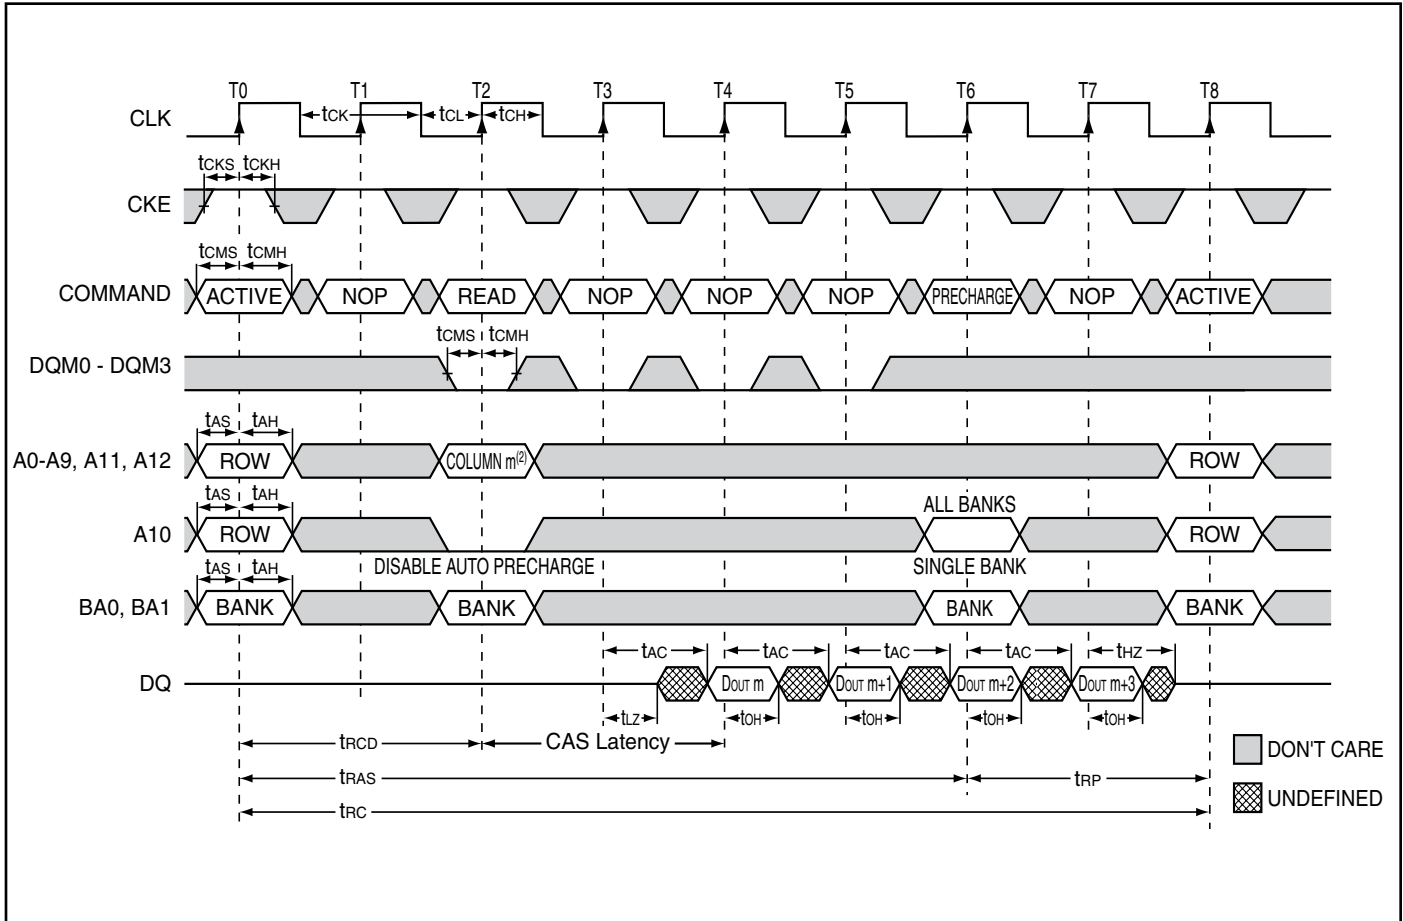 T0 T1 T2 T3 T4 T5 T6 T7 T8
CLK tCK tCL tCH
tCKS tCKH
CKE
tCMS tCMH
COMMAND ACTIVE NOP READ NOP NOP NOP PRECHARGE NOP ACTIVE
tCMS tCMH
DQM0 - DQM3
tAS tAH
A0-A9, A11, A12 ROW COLUMN m(2) ROW
tAS tAH ALL BANKS
A10 ROW ROW
tAS tAH DISABLE AUTO PRECHARGE SINGLE BANK
BA0, BA1 BANK BANK BANK BANK
tAC tAC tAC tAC tHZ
DQ DOUT m DOUT m+1 DOUT m+2 DOUT m+3
tLZ tOH tOH tOH tOH
tRCD CAS Latency
DON'T CARE
tRAS tRP
UNDEFINED
tRC